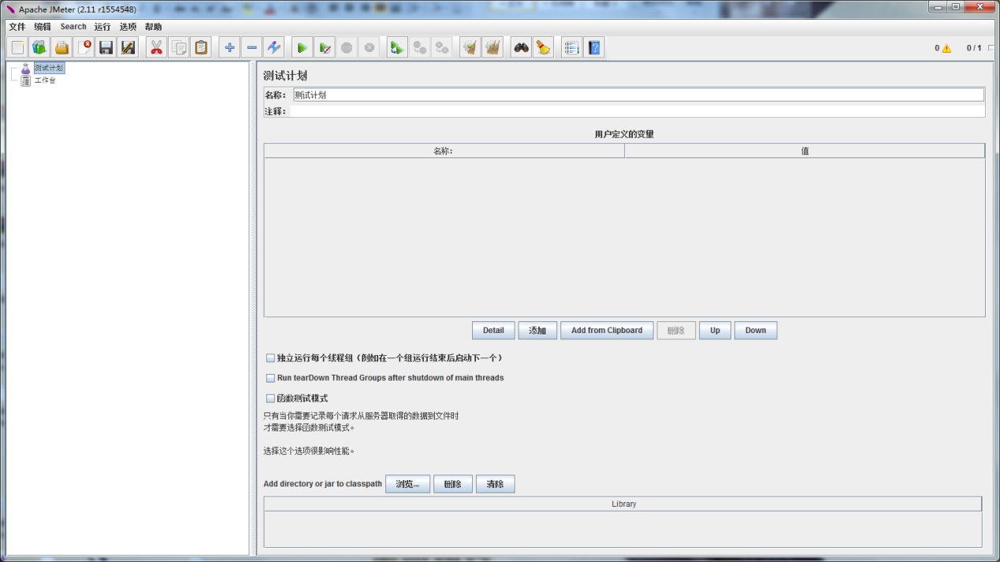 Apache JMeter (2.11 r1554548)
文件 编辑 Search 运行 选项 帮助
0 0 / 1
测试计划
工作台
测试计划
名称： 测试计划
注释：
用户定义的变量
名称： 值
Detail 添加 Add from Clipboard 删除 Up Down
独立运行每个线程组（例如在一个组运行结束后启动下一个）
Run tearDown Thread Groups after shutdown of main threads
函数测试模式
只有当你需要记录每个请求从服务器取得的数据到文件时
才需要选择函数测试模式。
选择这个选项很影响性能。
Add directory or jar to classpath 浏览... 删除 清除
Library